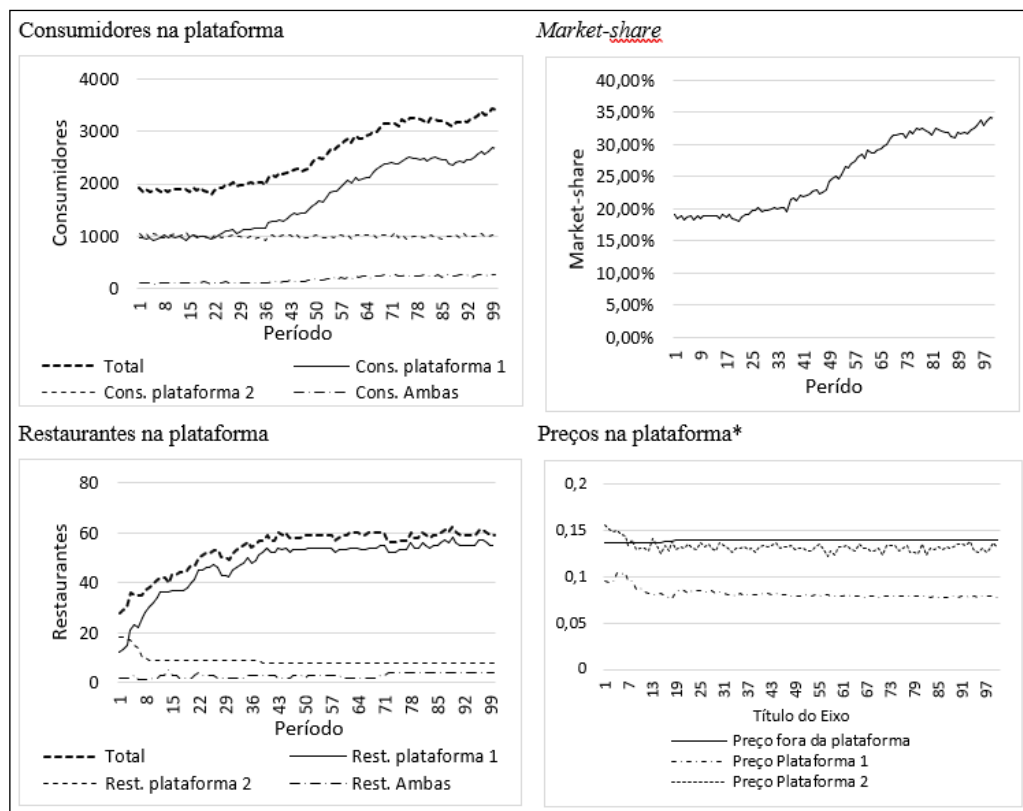 Consumidores na plataforma
4000
3000
2000
1000
0
Consumidores
1 8 15 22 29 36 43 50 57 64 71 78 85 92 99
Período
Total
Cons. plataforma 1
Cons. plataforma 2
Cons. Ambas
Market-share
40,00%
35,00%
30,00%
25,00%
20,00%
15,00%
10,00%
5,00%
0,00%
Market-share
1 9 17 25 33 41 49 57 65 73 81 89 97
Perído
Restaurantes na plataforma
80
60
40
20
0
Restaurantes
1 8 15 22 29 36 43 50 57 64 71 78 85 92 99
Período
Total
Rest. plataforma 1
Rest. plataforma 2
Rest. Ambas
Preços na plataforma*
0,2
0,15
0,1
0,05
0
1 7 13 19 25 31 37 43 49 55 61 67 73 79 85 91 97
Título do Eixo
Preço fora da plataforma
Preço Plataforma 1
Preço Plataforma 2